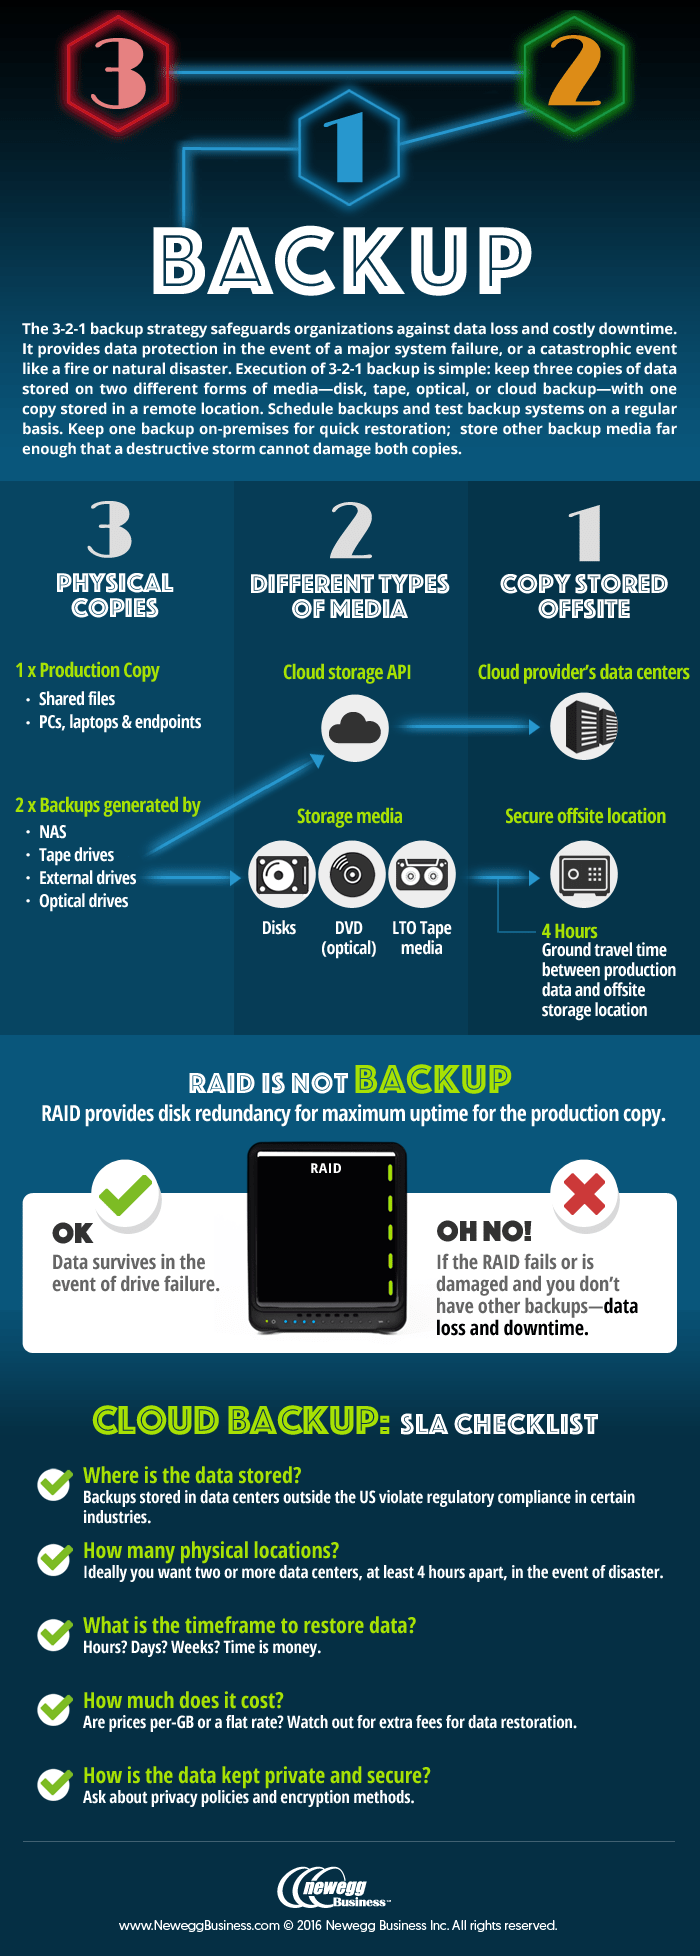 3
2
1
BACKUP
The 3-2-1 backup strategy safeguards organizations against data loss and costly downtime.
It provides data protection in the event of a major system failure, or a catastrophic event
like a fire or natural disaster. Execution of 3-2-1 backup is simple: keep three copies of data
stored on two different forms of media—disk, tape, optical, or cloud backup—with one
copy stored in a remote location. Schedule backups and test backup systems on a regular
basis. Keep one backup on-premises for quick restoration; store other backup media far
enough that a destructive storm cannot damage both copies.
3
PHYSICAL
COPIES
1 x Production Copy
· Shared files
· PCs, laptops & endpoints
2 x Backups generated by
· NAS
· Tape drives
· External drives
· Optical drives
2
DIFFERENT TYPES
OF MEDIA
Cloud storage API
Storage media
Disks
DVD
(optical)
LTO Tape
media
1
COPY STORED
OFFSITE
Cloud provider's data centers
Secure offsite location
4 Hours
Ground travel time
between production
data and offsite
storage location
RAID IS NOT BACKUP
RAID provides disk redundancy for maximum uptime for the production copy.
OK
Data survives in the
event of drive failure.
RAID
OH NO!
If the RAID fails or is
damaged and you don't
have other backups—data
loss and downtime.
CLOUD BACKUP: SLA CHECKLIST
Where is the data stored?
Backups stored in data centers outside the US violate regulatory compliance in certain
industries.
How many physical locations?
Ideally you want two or more data centers, at least 4 hours apart, in the event of disaster.
What is the timeframe to restore data?
Hours? Days? Weeks? Time is money.
How much does it cost?
Are prices per-GB or a flat rate? Watch out for extra fees for data restoration.
How is the data kept private and secure?
Ask about privacy policies and encryption methods.
newegg
Business™
www.NeweggBusiness.com © 2016 Newegg Business Inc. All rights reserved.